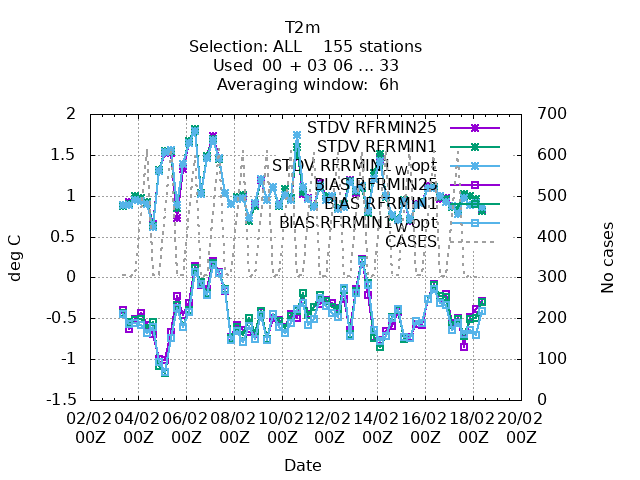 T2m
Selection: ALL 155 stations
Used 00 + 03 06 ... 33
Averaging window: 6h
STDV RFRMIN25
STDV RFRMIN1
STDV RFRMIN1 w opt
BIAS RFRMIN25
BIAS RFRMIN1
BIAS RFRMIN1 w opt
CASES
deg C
2
1.5
1
0.5
0
-0.5
-1
-1.5
No cases
700
600
500
400
300
200
100
0
02/02 04/02 06/02 08/02 10/02 12/02 14/02 16/02 18/02 20/02
00Z 00Z 00Z 00Z 00Z 00Z 00Z 00Z 00Z 00Z
Date